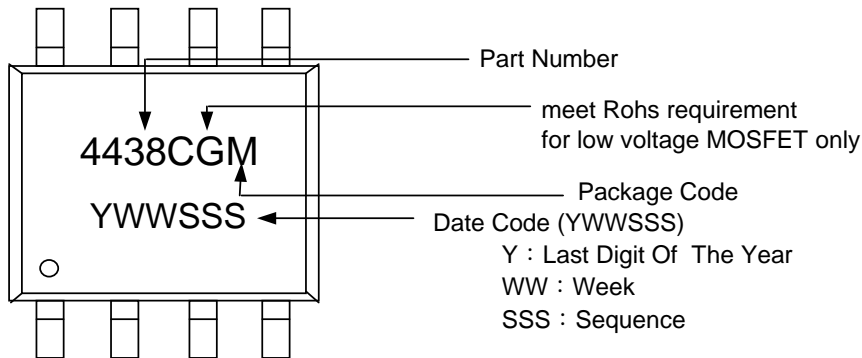 Part Number
meet Rohs requirement
for low voltage MOSFET only
4438CGM
Package Code
YWWSSS
Date Code (YWWSSS)
Y：Last Digit Of The Year
WW：Week
SSS：Sequence